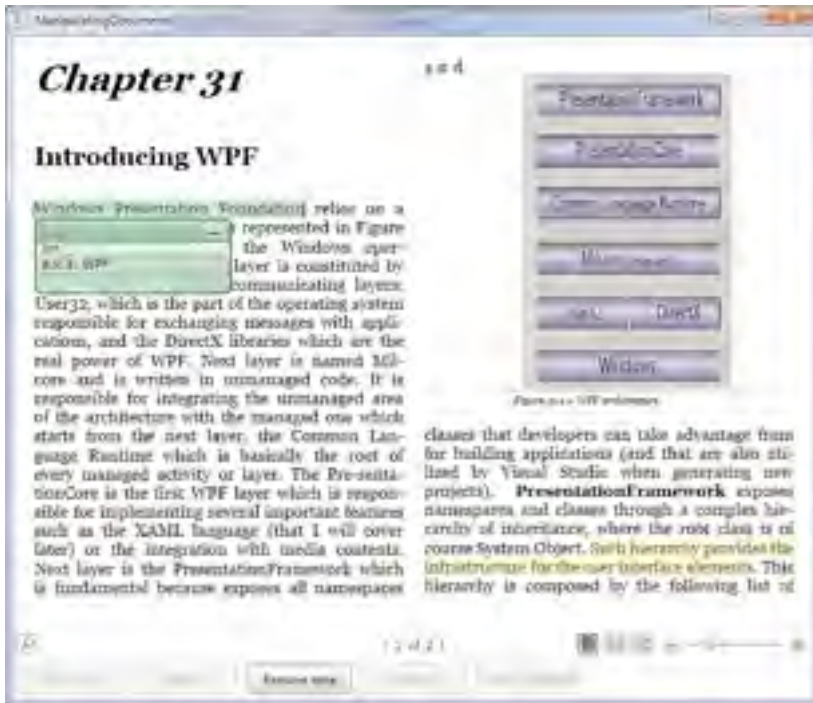 ManipulatingDocuments
Chapter 31
Introducing WPF
Windows Presentation Foundation relies on a
represented in Figure
the Windows oper-
layer is constituted by
communicating layers:
User32, which is the part of the operating system
responsible for exchanging messages with appli-
cations, and the DirectX libraries which are the
real power of WPF. Next layer is named Mil-
core and is written in unmanaged code. It is
responsible for integrating the unmanaged area
of the architecture with the managed one which
starts from the next layer, the Common Lan-
guage Runtime which is basically the root of
every managed activity or layer. The Pre-senta-
tionCore is the first WPF layer which is respon-
sible for implementing several important features
such as the XAML language (that I will cover
later) or the integration with media contents.
Next layer is the PresentationFramework which
is fundamental because exposes all namespaces
and
PresentationFramework
PresentationCore
Common Language Runtime
DirectX
Windows
classes that developers can take advantage from
for building applications (and that are also uti-
lized by Visual Studio when generating new
projects). PresentationFramework exposes
namespaces and classes through a complex hie-
rarchy of inheritance, where the root class is of
course System Object. Such hierarchy provides the
infrastructure for the user interface elements. This
hierarchy is composed by the following list of
Remove note